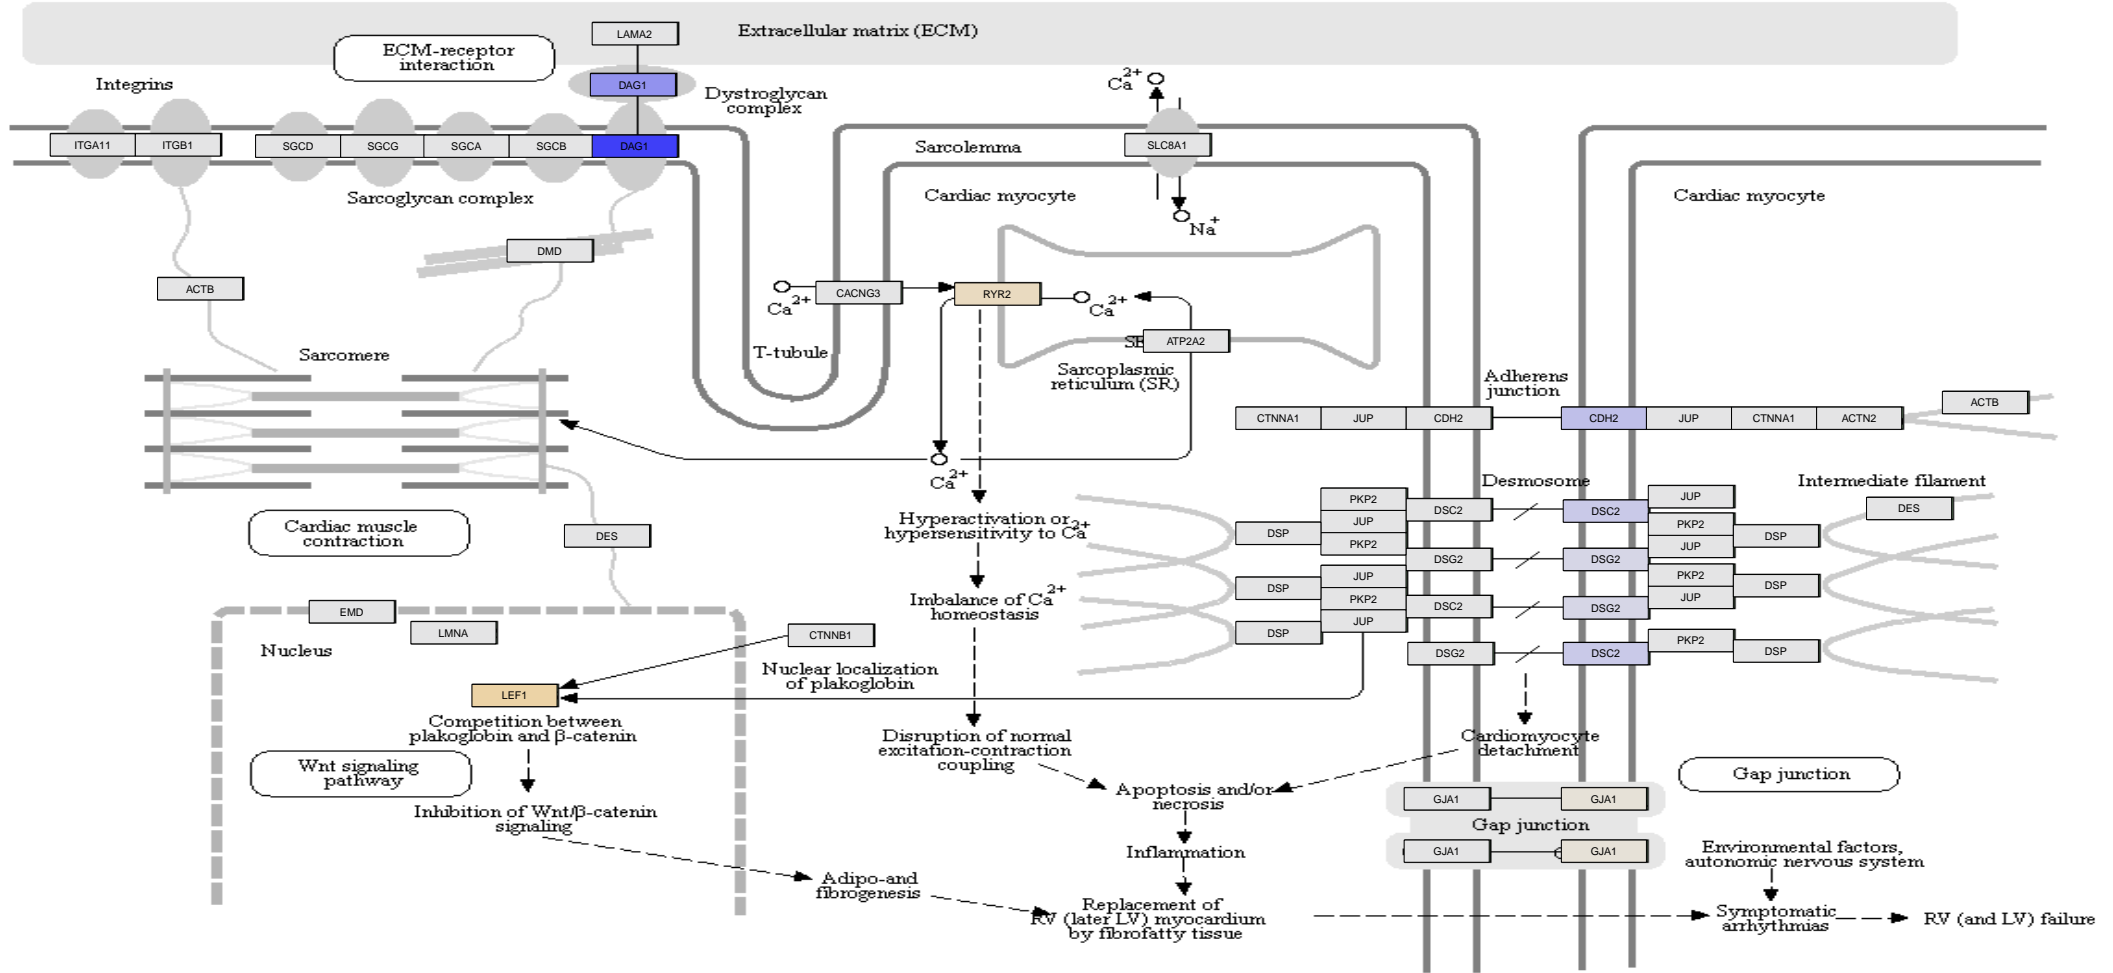 LAMA2
Extracellular matrix (ECM)
ECM-receptor
interaction
DAG1
Integrins
Dystroglycan
complex
Ca2+
ITGA11
ITGB1
SGCD
SGCG
SGCA
SGCB
DAG1
Sarcolemma
SLC8A1
Sarcoglycan complex
Cardiac myocyte
Cardiac myocyte
Na+
DMD
ACTB
CACNG3
RYR2
Ca2+
Ca2+
T-tubule
ATP2A2
Sarcomere
Sarcoplasmic
reticulum (SR)
Adherens
junction
CTNNA1
JUP
CDH2
CDH2
JUP
CTNNA1
ACTN2
ACTB
Ca2+
Desmosome
Intermediate filament
PKP2
JUP
PKP2
JUP
PKP2
JUP
DSP
DSP
DSP
DSC2
DSG2
DSC2
DSG2
DSC2
DSG2
DSG2
DSC2
JUP
PKP2
JUP
PKP2
JUP
PKP2
DSP
DSP
DSP
DES
Cardiac muscle
contraction
DES
Hyperactivation or
hypersensitivity to Ca2+
Imbalance of Ca2+
homeostasis
EMD
LMNA
Nucleus
CTNNB1
Nuclear localization
of plakoglobin
LEF1
Competition between
plakoglobin and β-catenin
Wnt signaling
pathway
Inhibition of Wnt/β-catenin
signaling
Disruption of normal
excitation-contraction
coupling
Cardiomyocyte
detachment
Apoptosis and/or
necrosis
Gap junction
GJA1
GJA1
Gap junction
GJA1
GJA1
Inflammation
Environmental factors,
autonomic nervous system
Adipo-and
fibrogenesis
Replacement of
RV (later LV) myocardium
by fibrofatty tissue
Symptomatic
arrhythmias
RV (and LV) failure